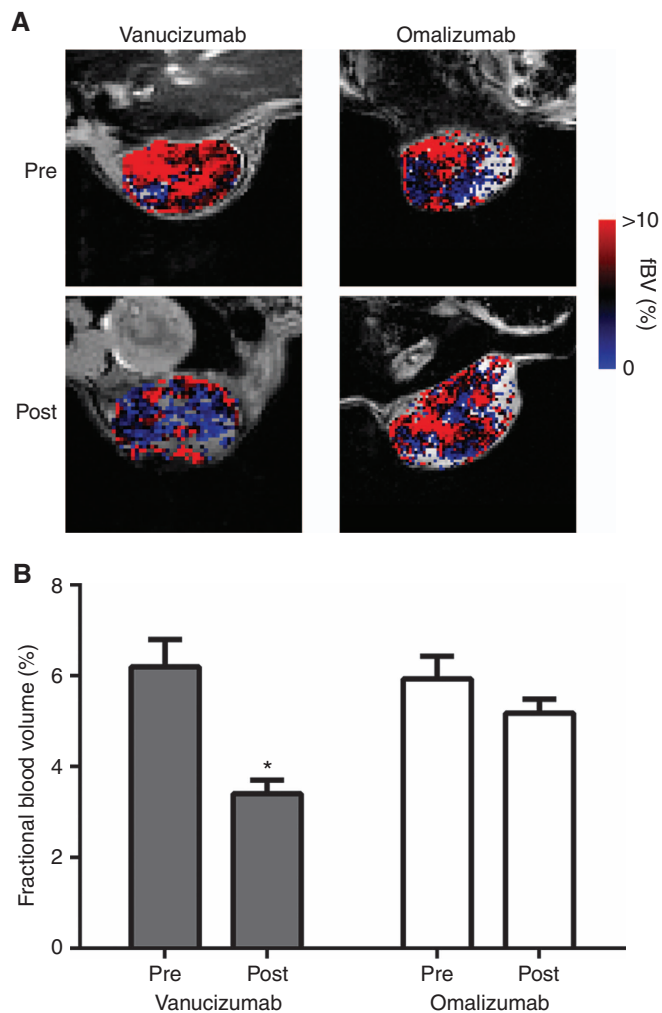 A
Vanucizumab Omalizumab
Pre
Post
>10
fBV (%)
0
B
Fractional blood volume (%)
8
6
4
2
0
*
Pre Post Pre Post
Vanucizumab Omalizumab